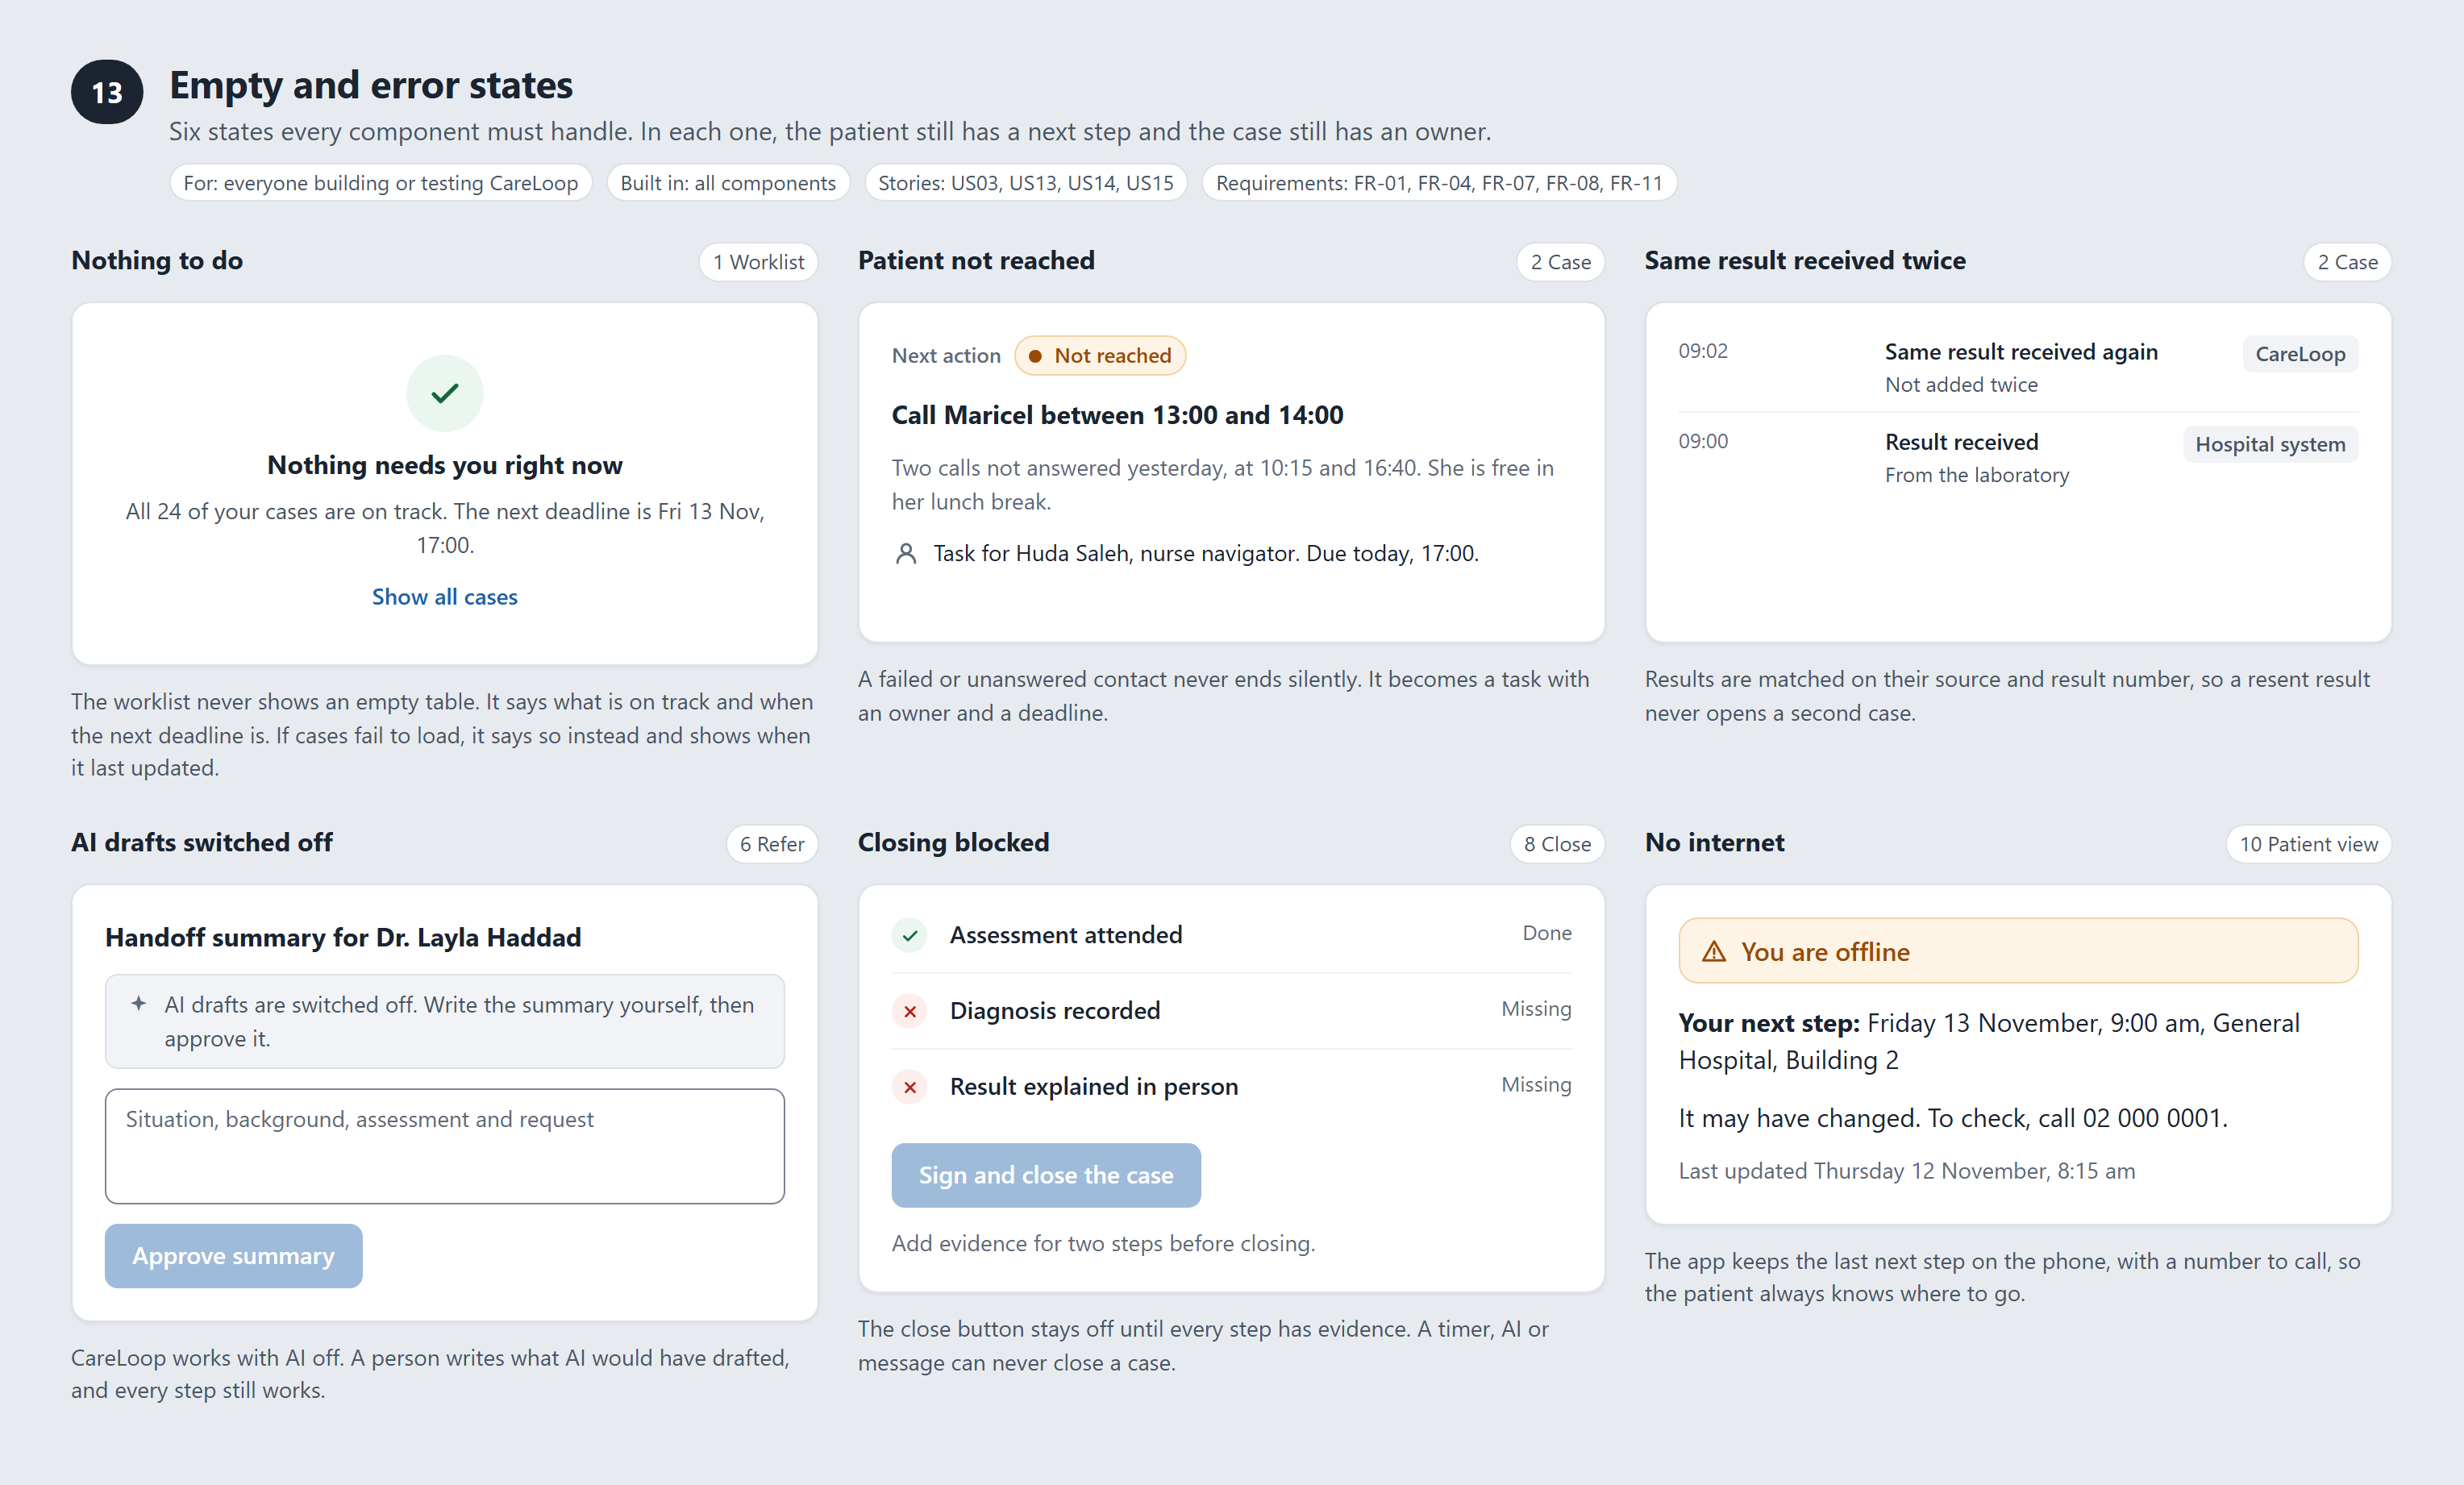 13
Empty and error states
Six states every component must handle. In each one, the patient still has a next step and the case still has an owner.
For: everyone building or testing CareLoop
Built in: all components
Stories: US03, US13, US14, US15
Requirements: FR-01, FR-04, FR-07, FR-08, FR-11
Nothing to do
1 Worklist
Nothing needs you right now
All 24 of your cases are on track. The next deadline is Fri 13 Nov,
17:00.
Show all cases
The worklist never shows an empty table. It says what is on track and when
the next deadline is. If cases fail to load, it says so instead and shows when
it last updated.
Patient not reached
2 Case
Next action
Not reached
Call Maricel between 13:00 and 14:00
Two calls not answered yesterday, at 10:15 and 16:40. She is free in
her lunch break.
Task for Huda Saleh, nurse navigator. Due today, 17:00.
A failed or unanswered contact never ends silently. It becomes a task with
an owner and a deadline.
Same result received twice
2 Case
09:02
Same result received again
CareLoop
Not added twice
09:00
Result received
Hospital system
From the laboratory
Results are matched on their source and result number, so a resent result
never opens a second case.
AI drafts switched off
6 Refer
Handoff summary for Dr. Layla Haddad
AI drafts are switched off. Write the summary yourself, then
approve it.
Situation, background, assessment and request
Approve summary
CareLoop works with AI off. A person writes what AI would have drafted,
and every step still works.
Closing blocked
8 Close
Assessment attended
Done
Diagnosis recorded
Missing
Result explained in person
Missing
Sign and close the case
Add evidence for two steps before closing.
The close button stays off until every step has evidence. A timer, AI or
message can never close a case.
No internet
10 Patient view
You are offline
Your next step: Friday 13 November, 9:00 am, General
Hospital, Building 2
It may have changed. To check, call 02 000 0001.
Last updated Thursday 12 November, 8:15 am
The app keeps the last next step on the phone, with a number to call, so
the patient always knows where to go.